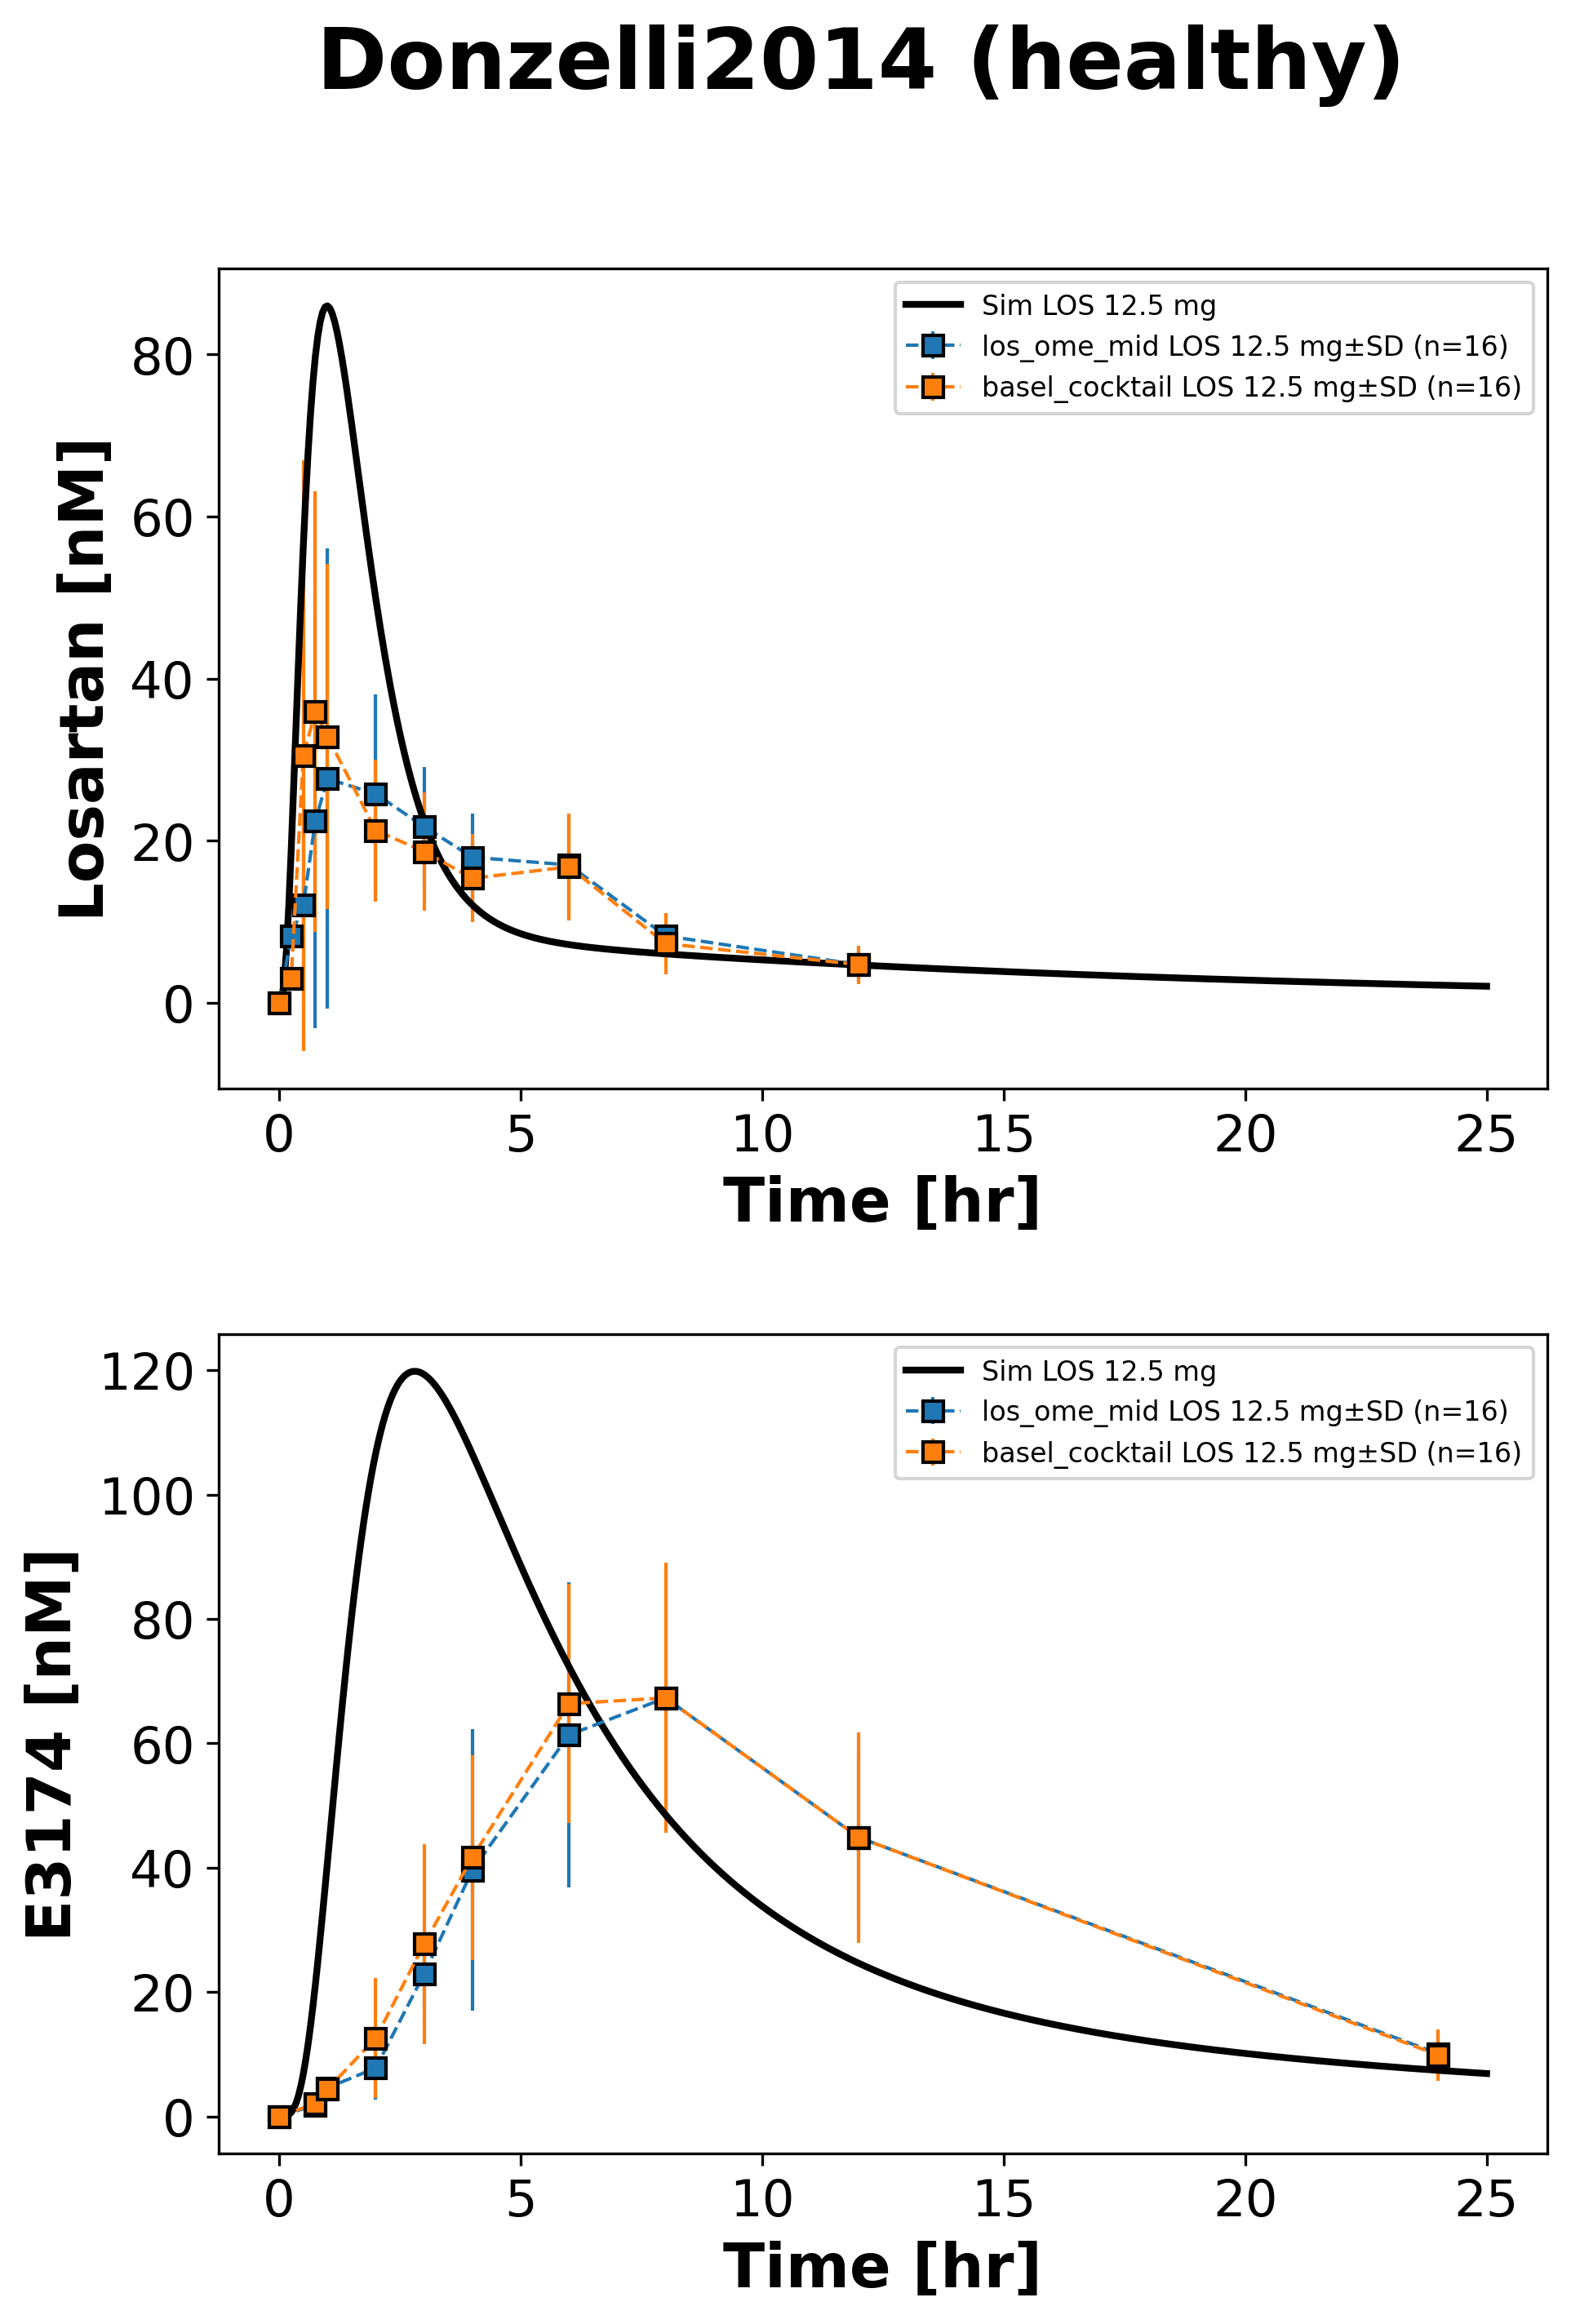 Donzelli2014 (healthy)
Sim LOS 12.5 mg
los_ome_mid LOS 12.5 mg±SD (n=16)
basel_cocktail LOS 12.5 mg±SD (n=16)
Losartan [nM]
80
60
40
20
0
0 5 10 15 20 25
Time [hr]
Sim LOS 12.5 mg
los_ome_mid LOS 12.5 mg±SD (n=16)
basel_cocktail LOS 12.5 mg±SD (n=16)
E3174 [nM]
120
100
80
60
40
20
0
0 5 10 15 20 25
Time [hr]